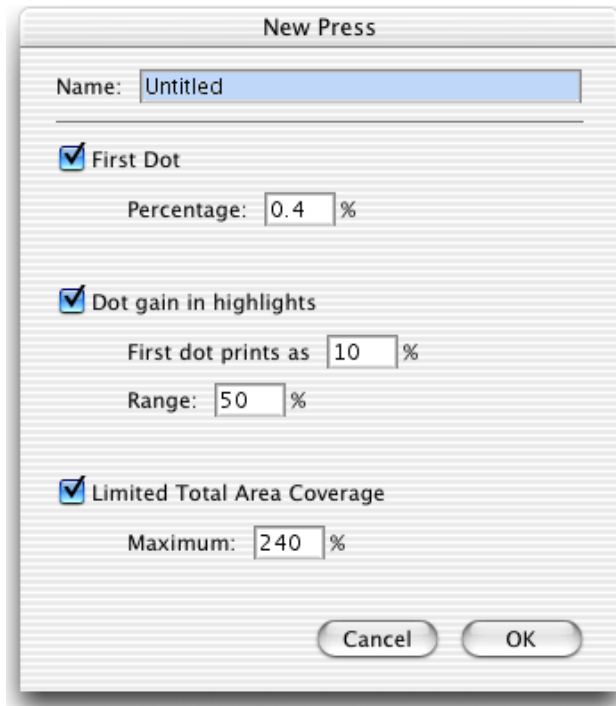 New Press
Name: Untitled
First Dot
Percentage: 0.4 %
Dot gain in highlights
First dot prints as 10 %
Range: 50 %
Limited Total Area Coverage
Maximum: 240 %
Cancel OK